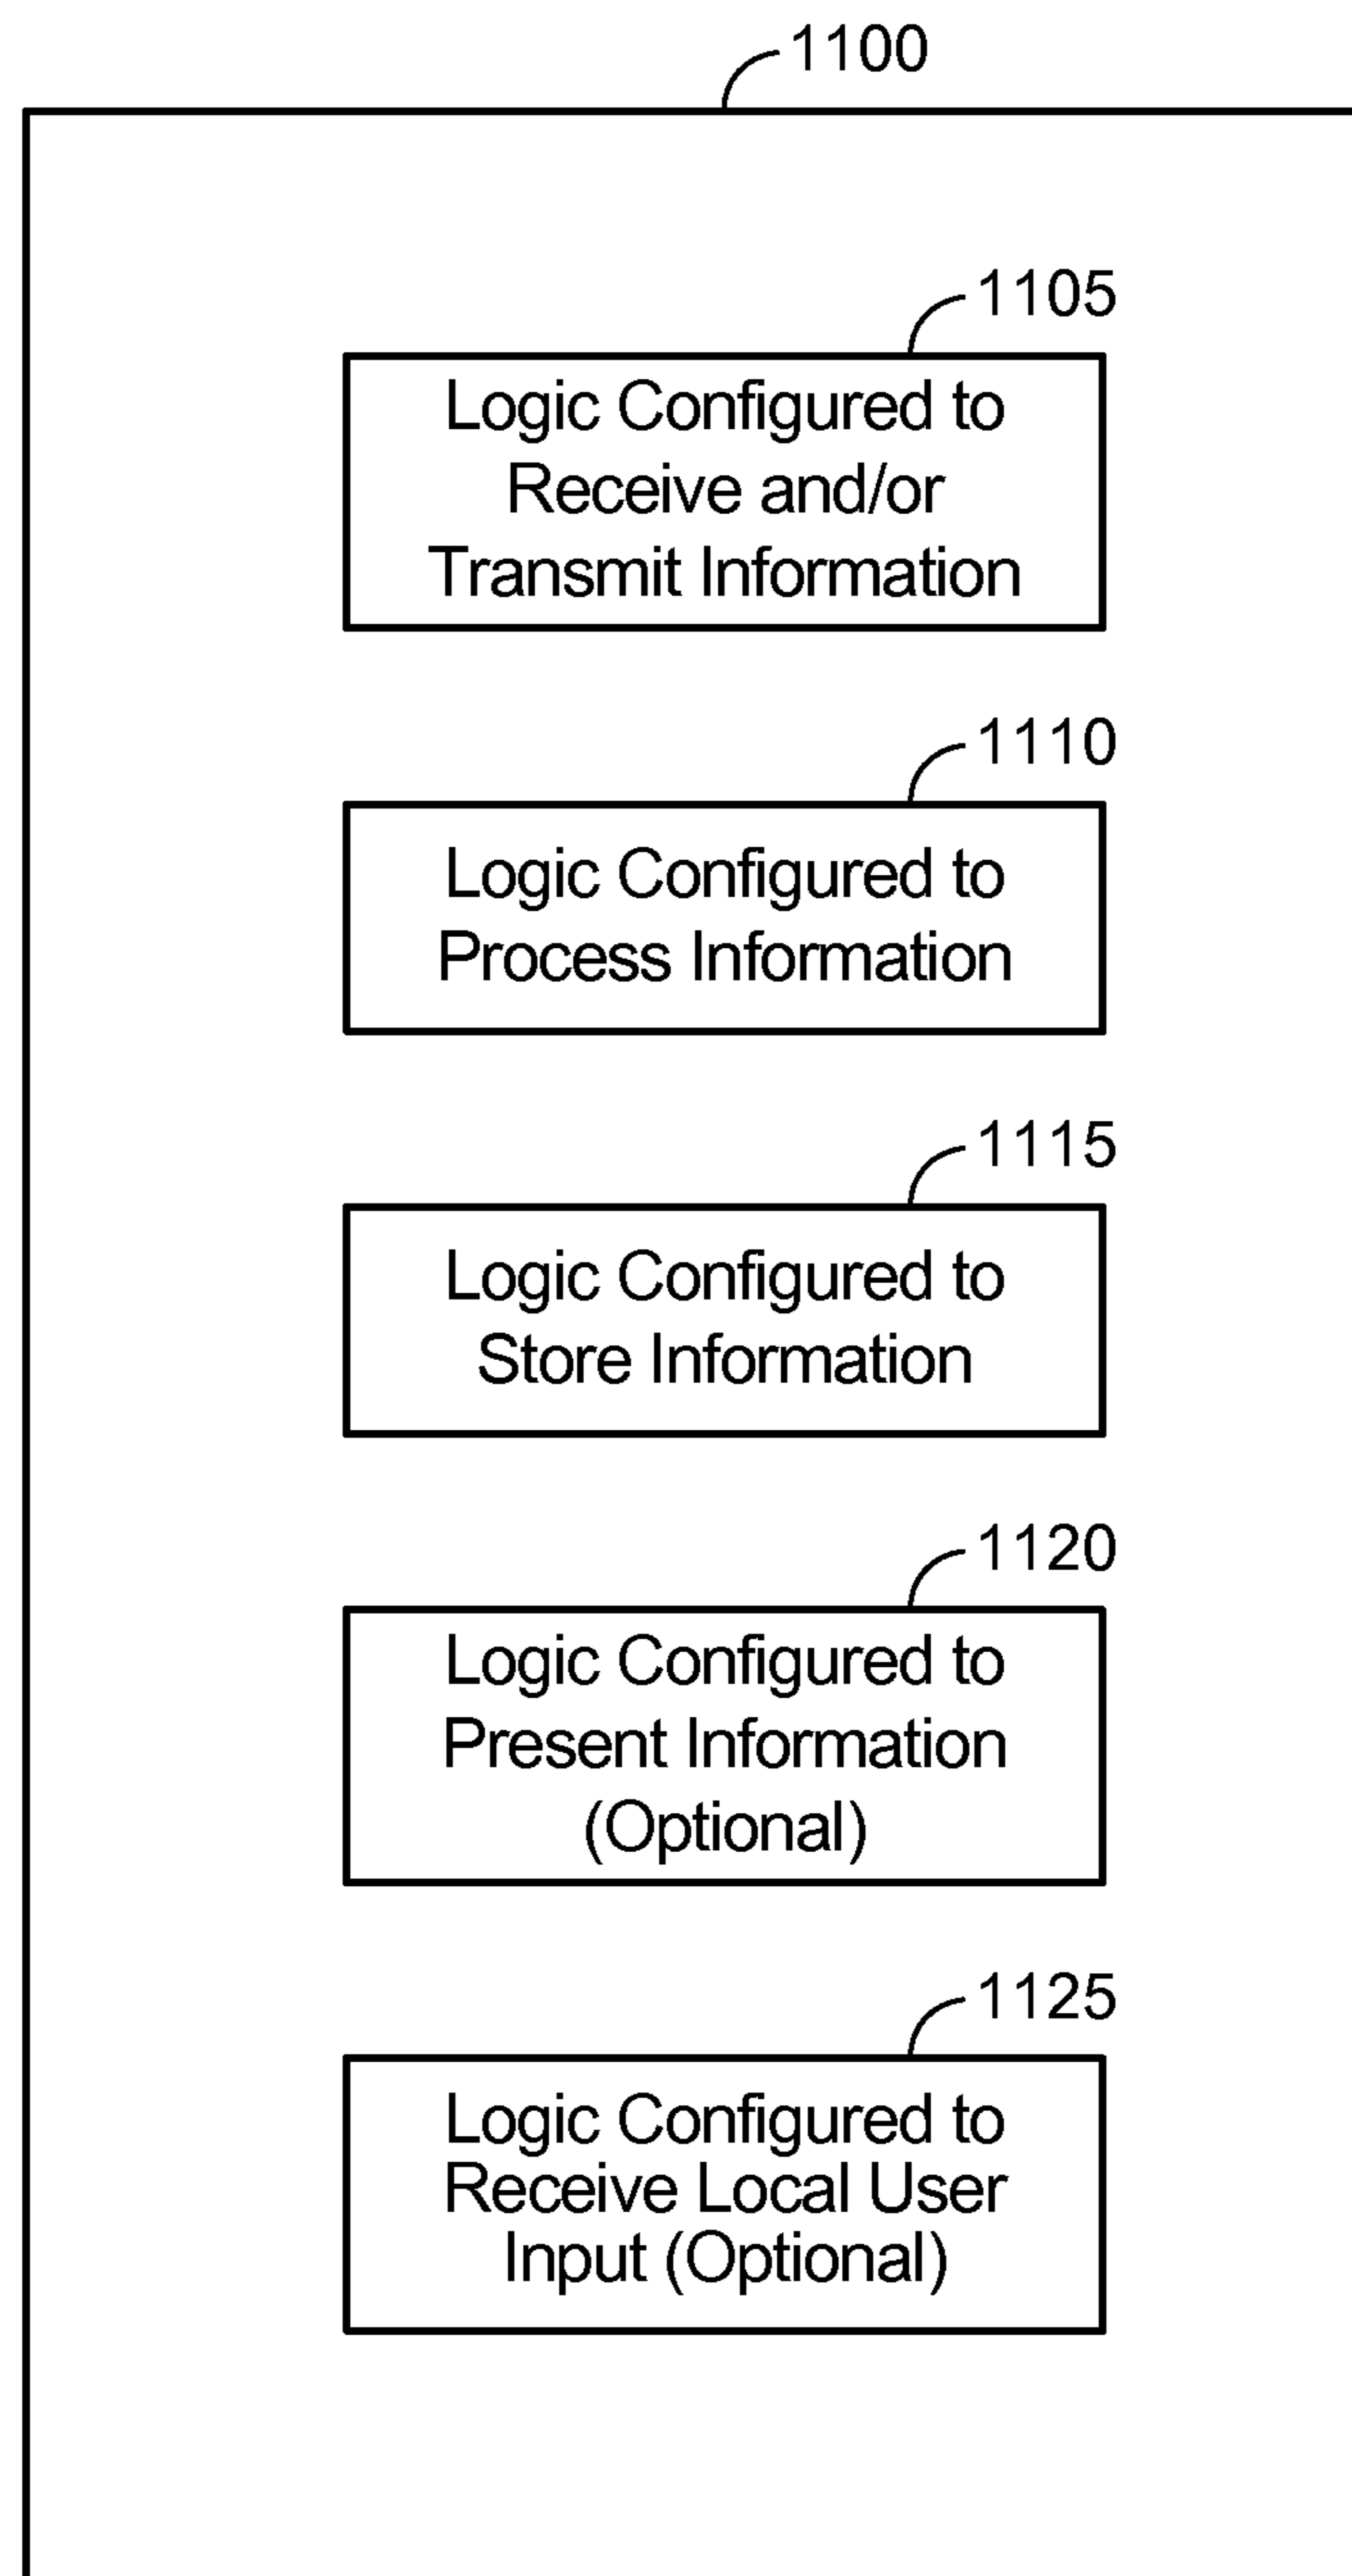 1100
1105
Logic Configured to
Receive and/or
Transmit Information
1110
Logic Configured to
Process Information
1115
Logic Configured to
Store Information
1120
Logic Configured to
Present Information
(Optional)
1125
Logic Configured to
Receive Local User
Input (Optional)